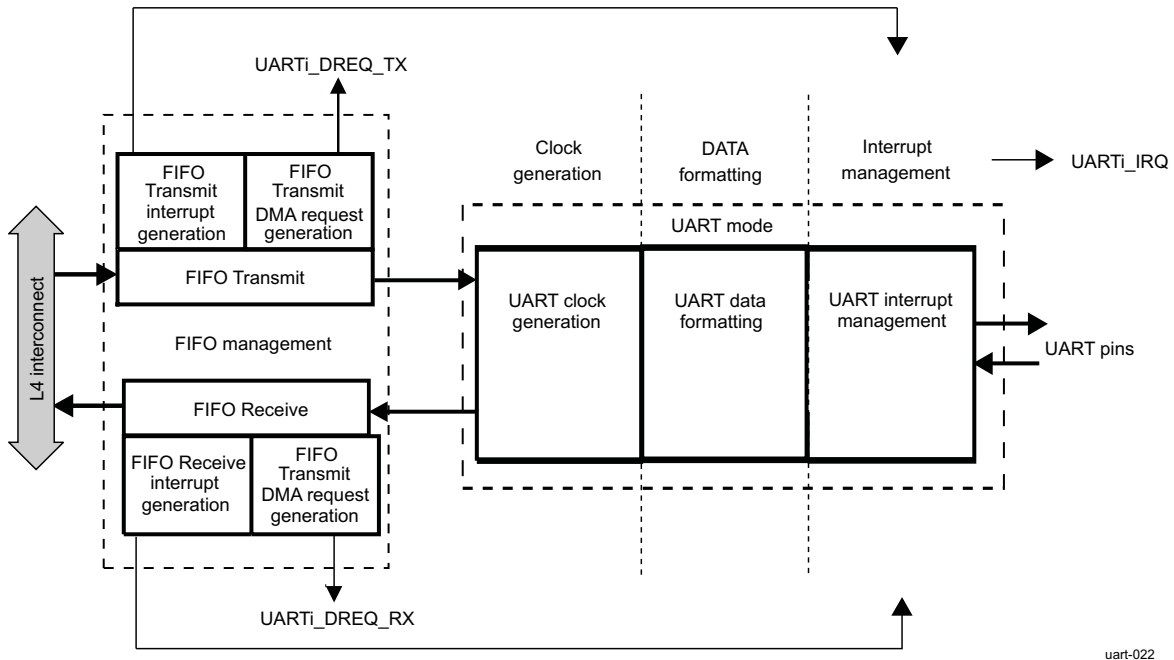 UARTi_DREQ_TX
Clock
generation
DATA
formatting
Interrupt
management
UARTi_IRQ
FIFO
Transmit
interrupt
generation
FIFO
Transmit
DMA request
generation
FIFO Transmit
UART mode
UART clock
generation
UART data
formatting
UART interrupt
management
L4 interconnect
FIFO management
UART pins
FIFO Receive
FIFO Receive
interrupt
generation
FIFO
Transmit
DMA request
generation
UARTi_DREQ_RX
uart-022